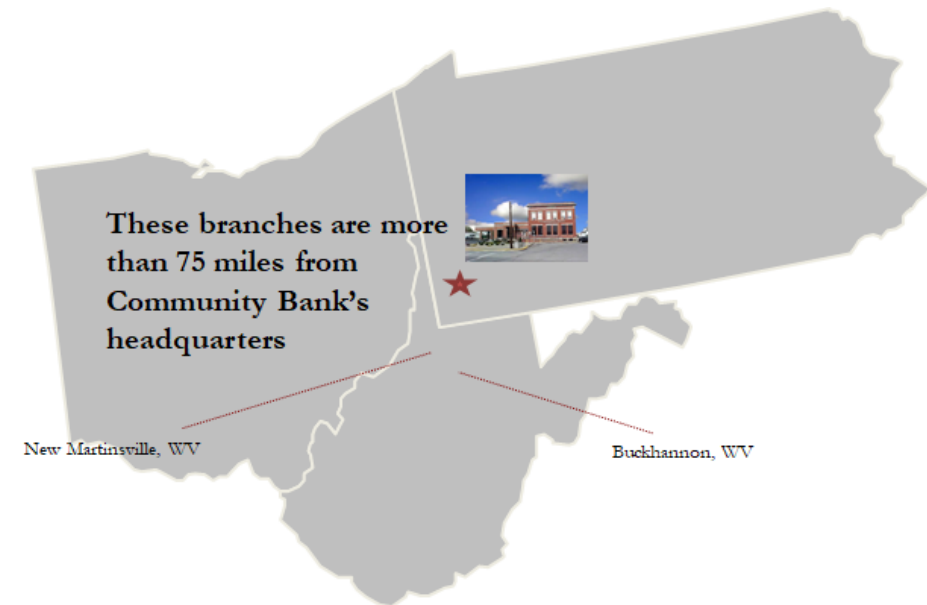 These branches are more
than 75 miles from
Community Bank’s
headquarters
New Martinsville, WV
Buckhannon, WV